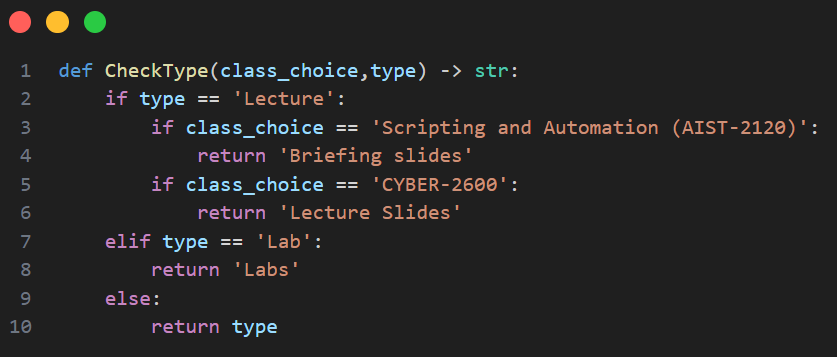 1 def CheckType(class_choice,type) -> str:
2     if type == 'Lecture':
3         if class_choice == 'Scripting and Automation (AIST-2120)':
4             return 'Briefing slides'
5         if class_choice == 'CYBER-2600':
6             return 'Lecture Slides'
7     elif type == 'Lab':
8         return 'Labs'
9     else:
10         return type